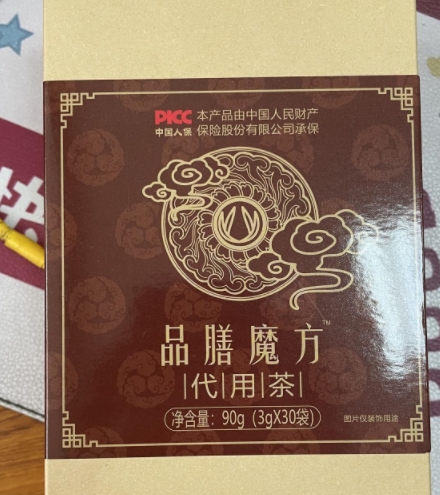 PICC 本产品由中国人民财产
中国人保 保险股份有限公司承保
品膳魔方™
代用茶
净含量：90g（3gX30袋）
图片仅装饰用途
快